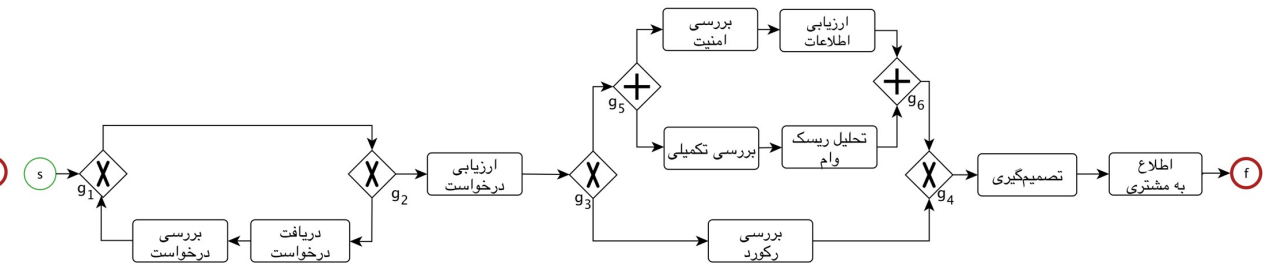 s
g1
دریافت
درخواست
بررسی
درخواست
g2
ارزیابی
درخواست
g3
g5
بررسی
امنیت
ارزیابی
اطلاعات
بررسی تکمیلی
تحلیل ریسک
وام
g6
بررسی
رکورد
g4
تصمیم‌گیری
اطلاع
به مشتری
f